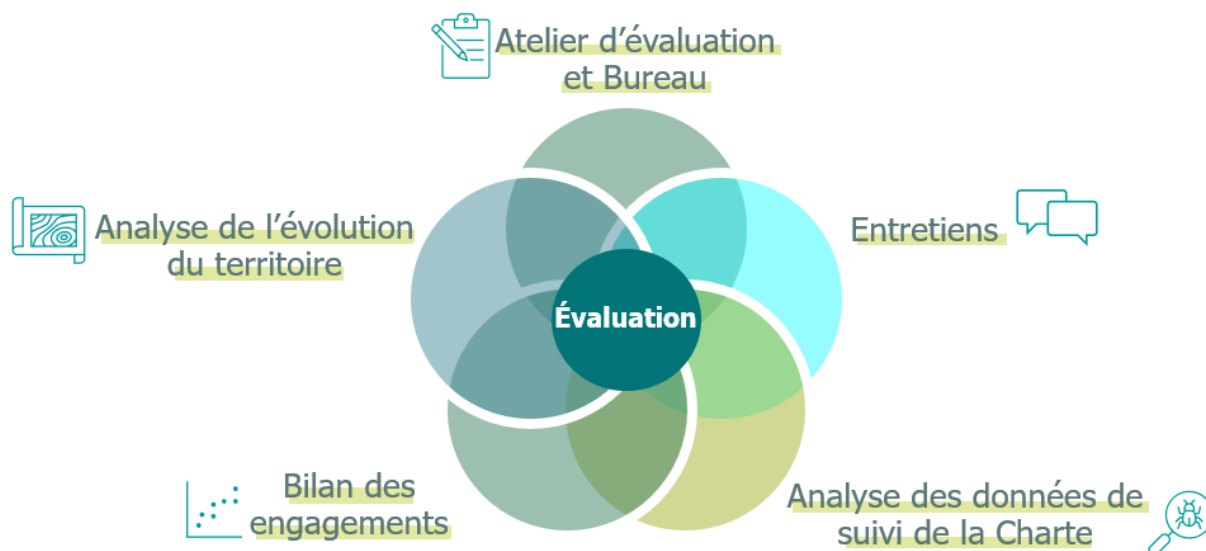 Atelier d’évaluation
et Bureau
Analyse de l’évolution
du territoire
Entretiens
Évaluation
Bilan des
engagements
Analyse des données de
suivi de la Charte